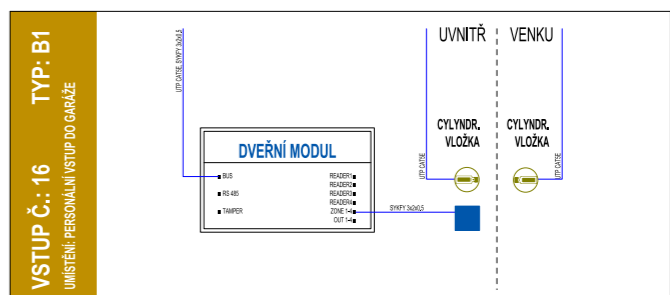 VSTUP Č.: 16 TYP: B1
UMÍSTĚNÍ: PERSONÁLNÍ VSTUP DO GARÁŽE
UTP CAT5E, SYKFY 3x2x0,5
UVNITŘ
VENKU
CYLYNDR.
VLOŽKA
CYLYNDR.
VLOŽKA
UTP CAT5E
UTP CAT5E
DVEŘNÍ MODUL
BUS
RS 485
TAMPER
READER1
READER2
READER3
READER4
ZONE 1-4
OUT 1-4
SYKFY 3x2x0,5